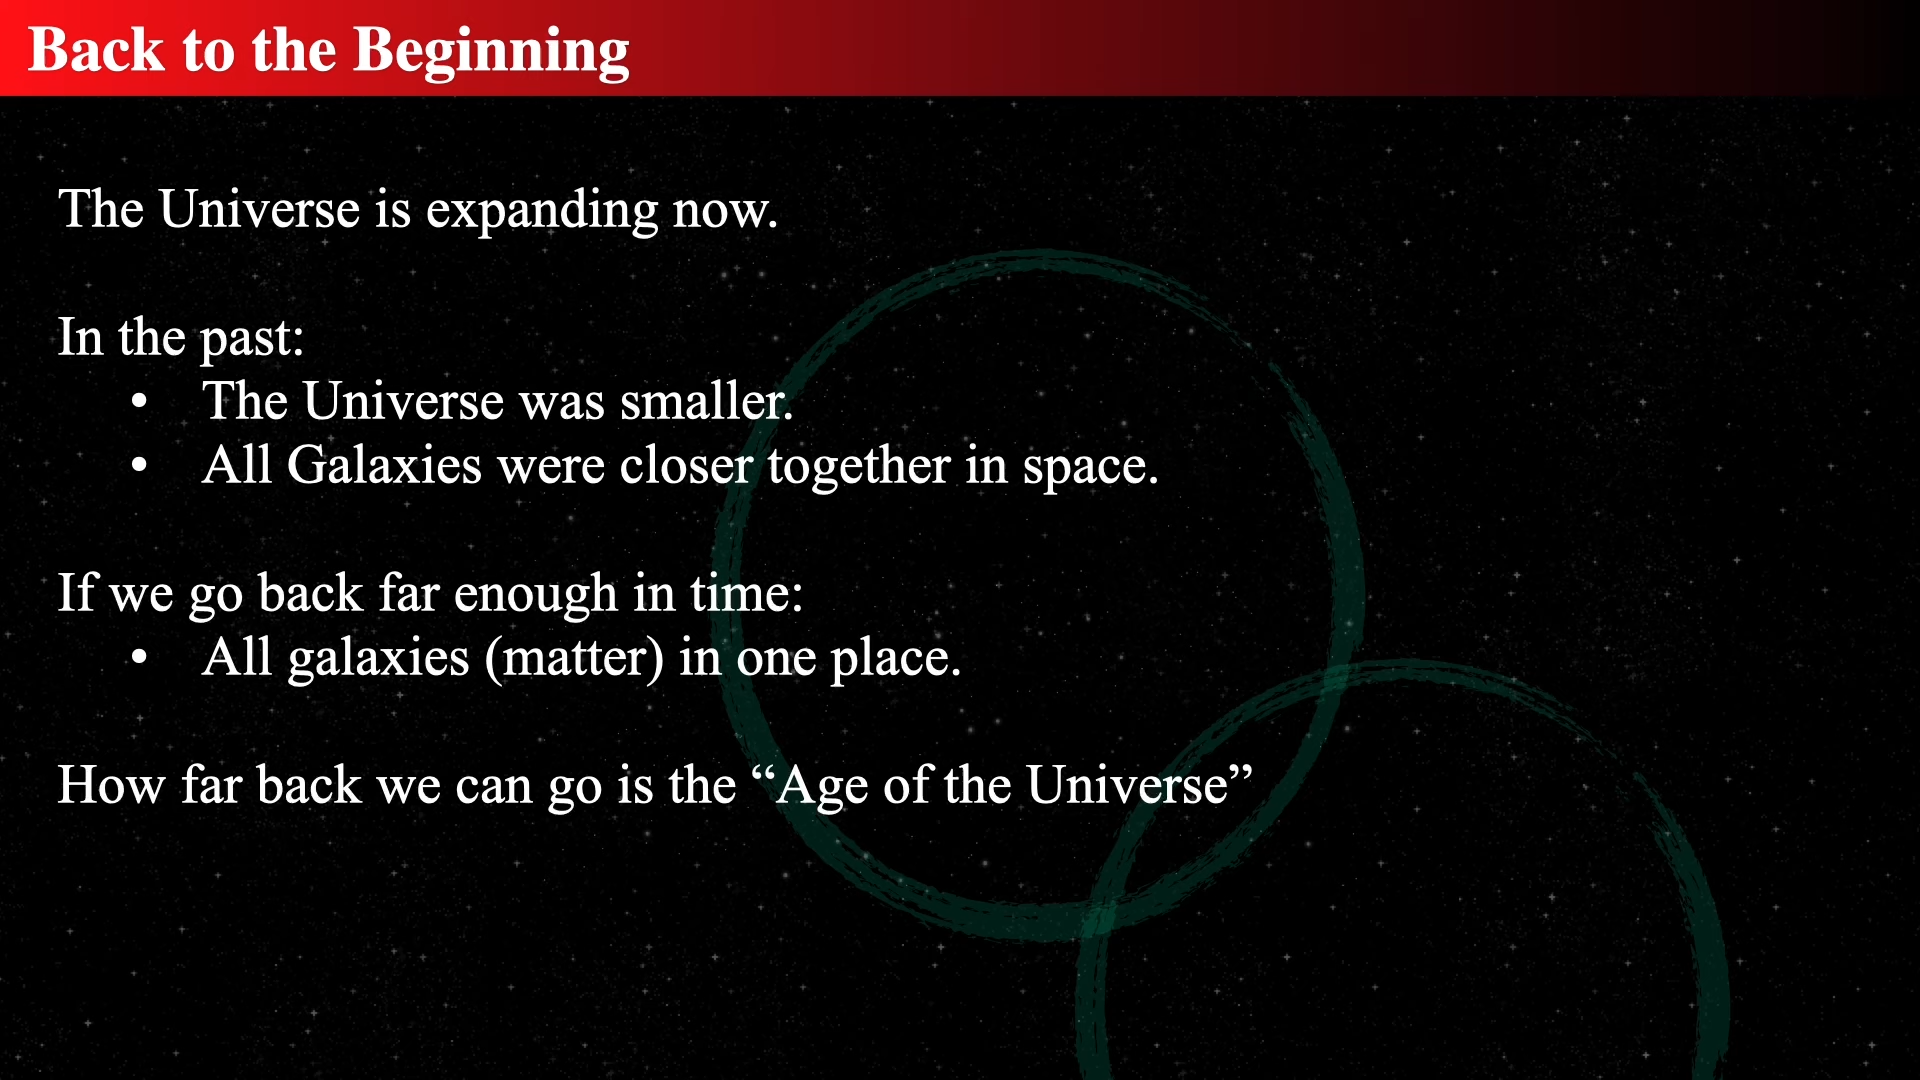 Back to the Beginning
The Universe is expanding now.
In the past:
• The Universe was smaller.
• All Galaxies were closer together in space.
If we go back far enough in time:
• All galaxies (matter) in one place.
How far back we can go is the “Age of the Universe”